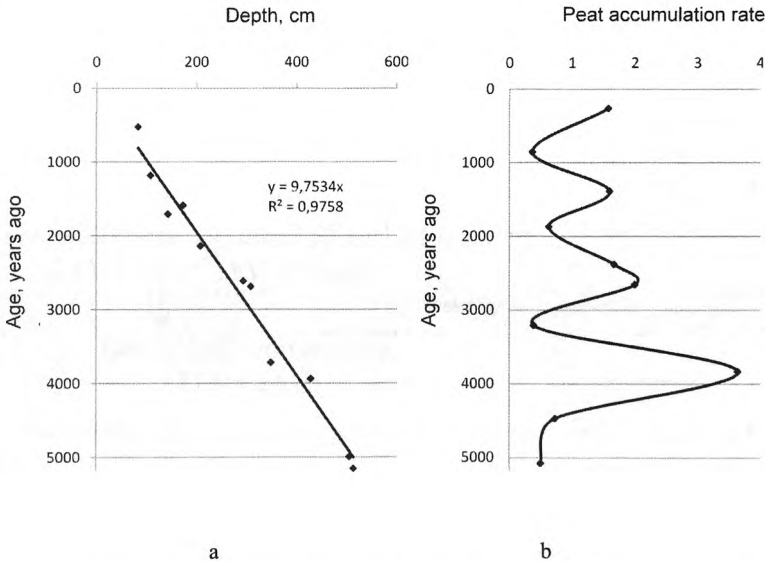 Depth, cm
0 200 400 600
0
1000
2000
3000
4000
5000
Age, years ago
y = 9,7534x
R² = 0,9758
a
Peat accumulation rate
0 1 2 3 4
0
1000
2000
3000
4000
5000
Age, years ago
b